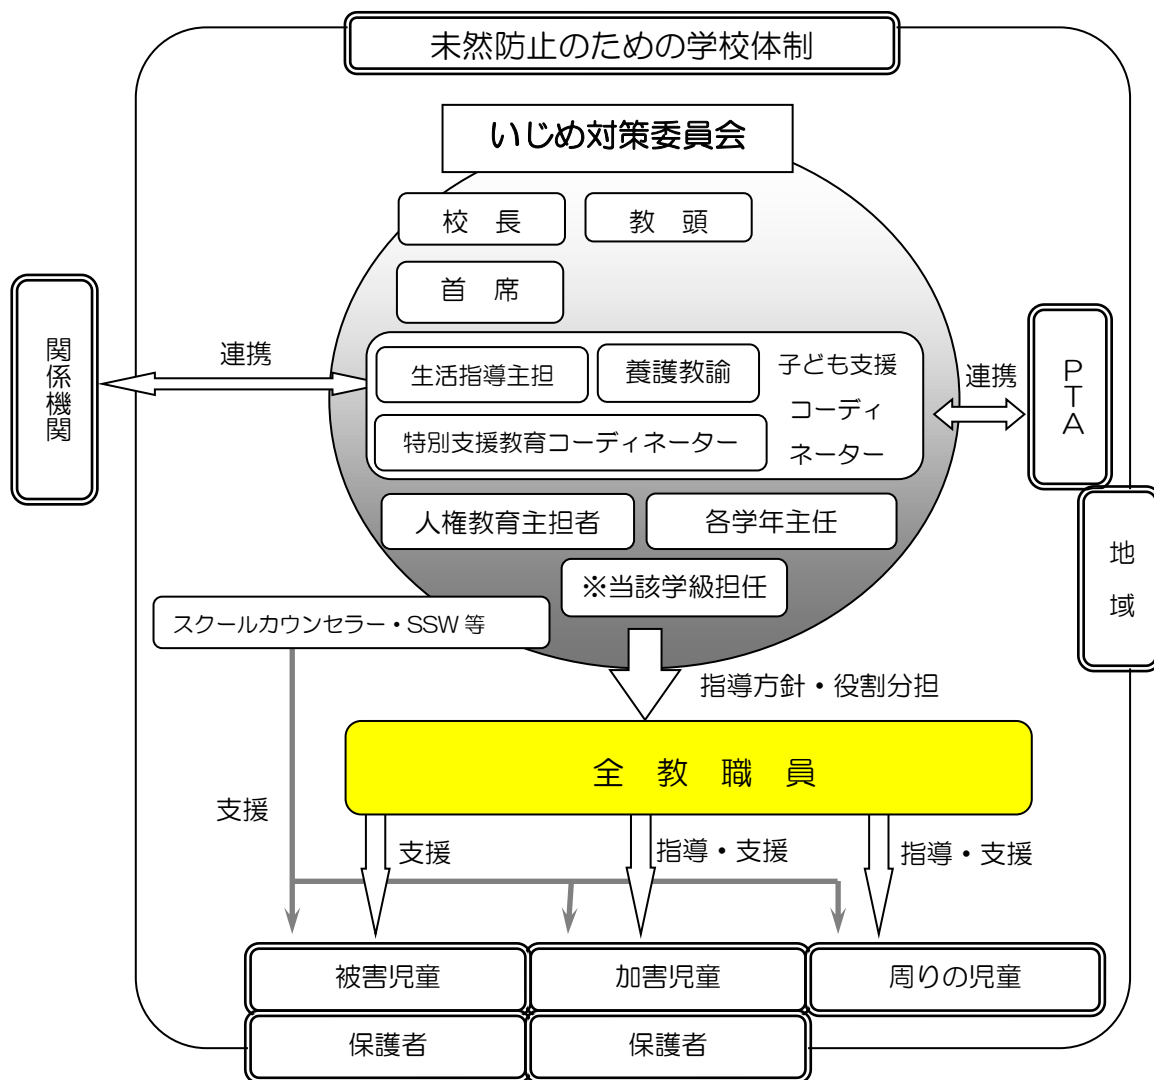 未然防止のための学校体制
いじめ対策委員会
校　長
教　頭
首　席
関係機関
連携
生活指導主担
養護教諭
子ども支援
コーディ
ネーター
特別支援教育コーディネーター
連携
PTA
人権教育主担者
各学年主任
地
域
※当該学級担任
スクールカウンセラー・SSW 等
指導方針・役割分担
全　教　職　員
支援
支援
指導・支援
指導・支援
被害児童
加害児童
周りの児童
保護者
保護者